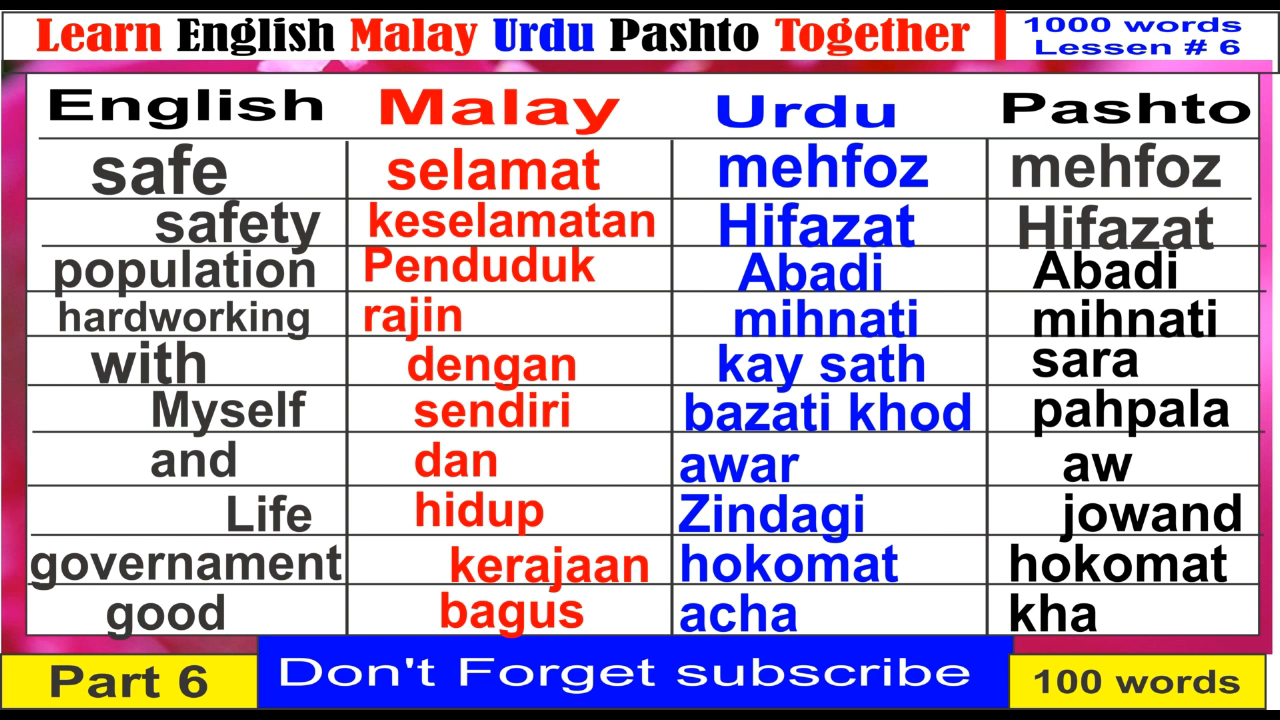 Learn English Malay Urdu Pashto Together
1000 words
Lessen # 6
English Malay Urdu Pashto
safe selamat mehfoz mehfoz
safety keselamatan Hifazat Hifazat
population Penduduk Abadi Abadi
hardworking rajin mihnati mihnati
with dengan kay sath sara
Myself sendiri bazati khod pahpala
and dan awar aw
Life hidup Zindagi jowand
governament kerajaan hokomat hokomat
good bagus acha kha
Part 6 Don't Forget subscribe 100 words